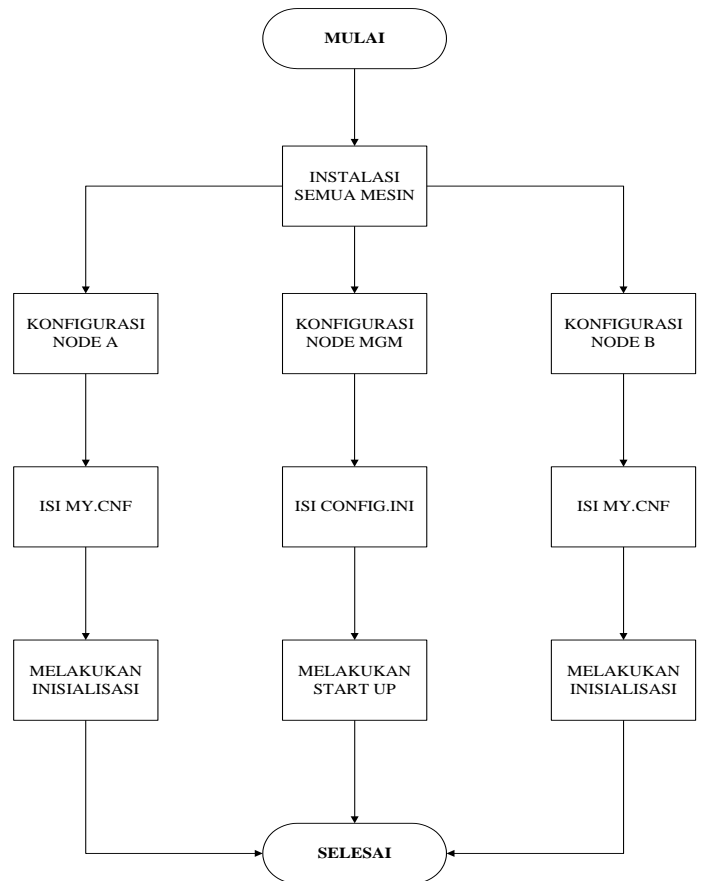 MULAI
INSTALASI
SEMUA MESIN
KONFIGURASI
NODE A
KONFIGURASI
NODE MGM
KONFIGURASI
NODE B
ISI MY.CNF
ISI CONFIG.INI
ISI MY.CNF
MELAKUKAN
INISIALISASI
MELAKUKAN
START UP
MELAKUKAN
INISIALISASI
SELESAI